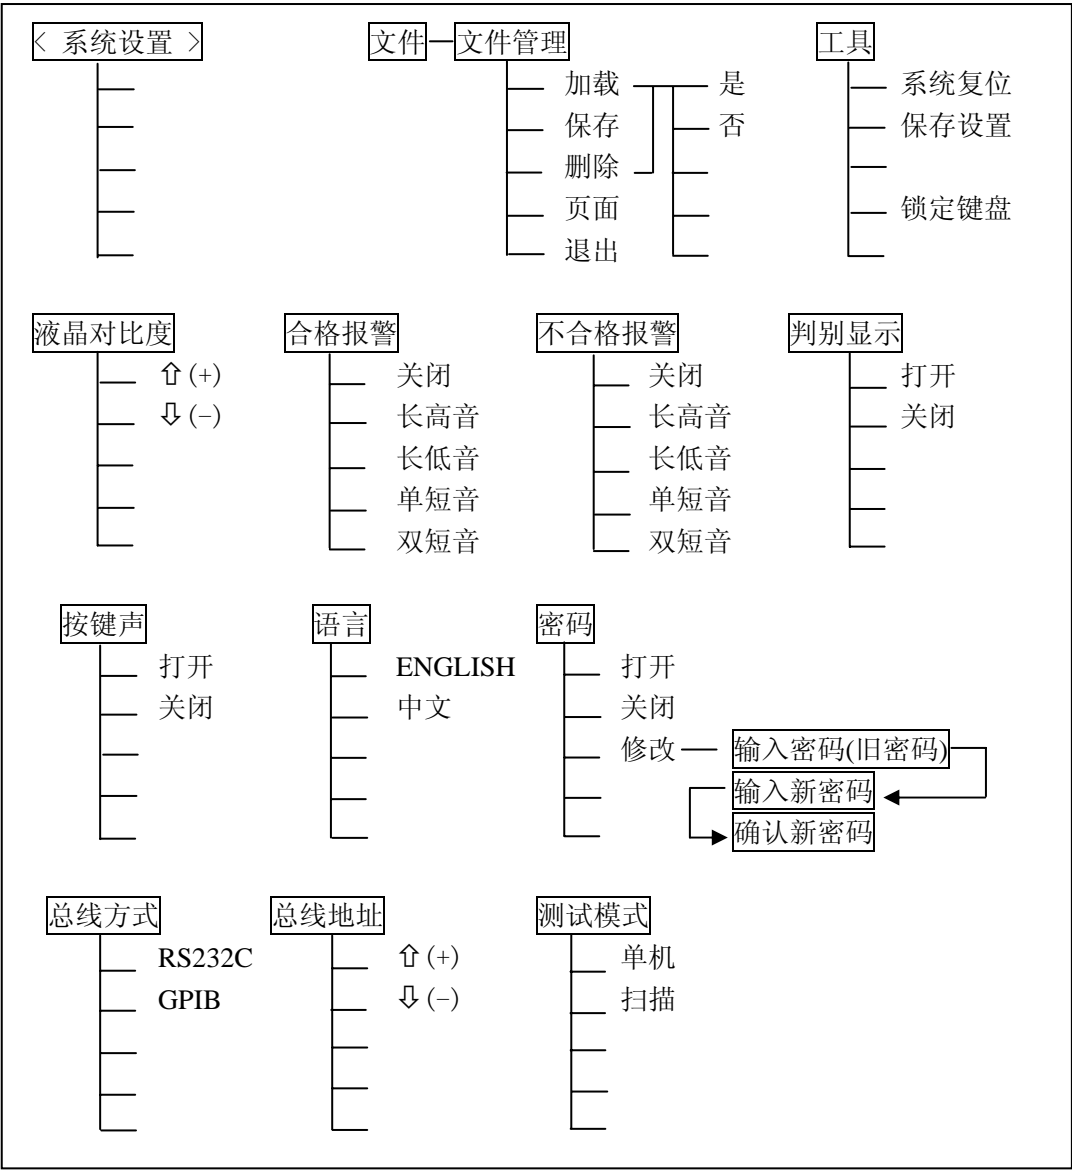 < 系统设置 >
文件 文件管理
加载
保存
删除
页面
退出
是
否
工具
系统复位
保存设置
锁定键盘
液晶对比度
⇧(+)
⇩(−)
合格报警
关闭
长高音
长低音
单短音
双短音
不合格报警
关闭
长高音
长低音
单短音
双短音
判别显示
打开
关闭
按键声
打开
关闭
语言
ENGLISH
中文
密码
打开
关闭
修改
输入密码(旧密码)
输入新密码
确认新密码
总线方式
RS232C
GPIB
总线地址
⇧(+)
⇩(−)
测试模式
单机
扫描